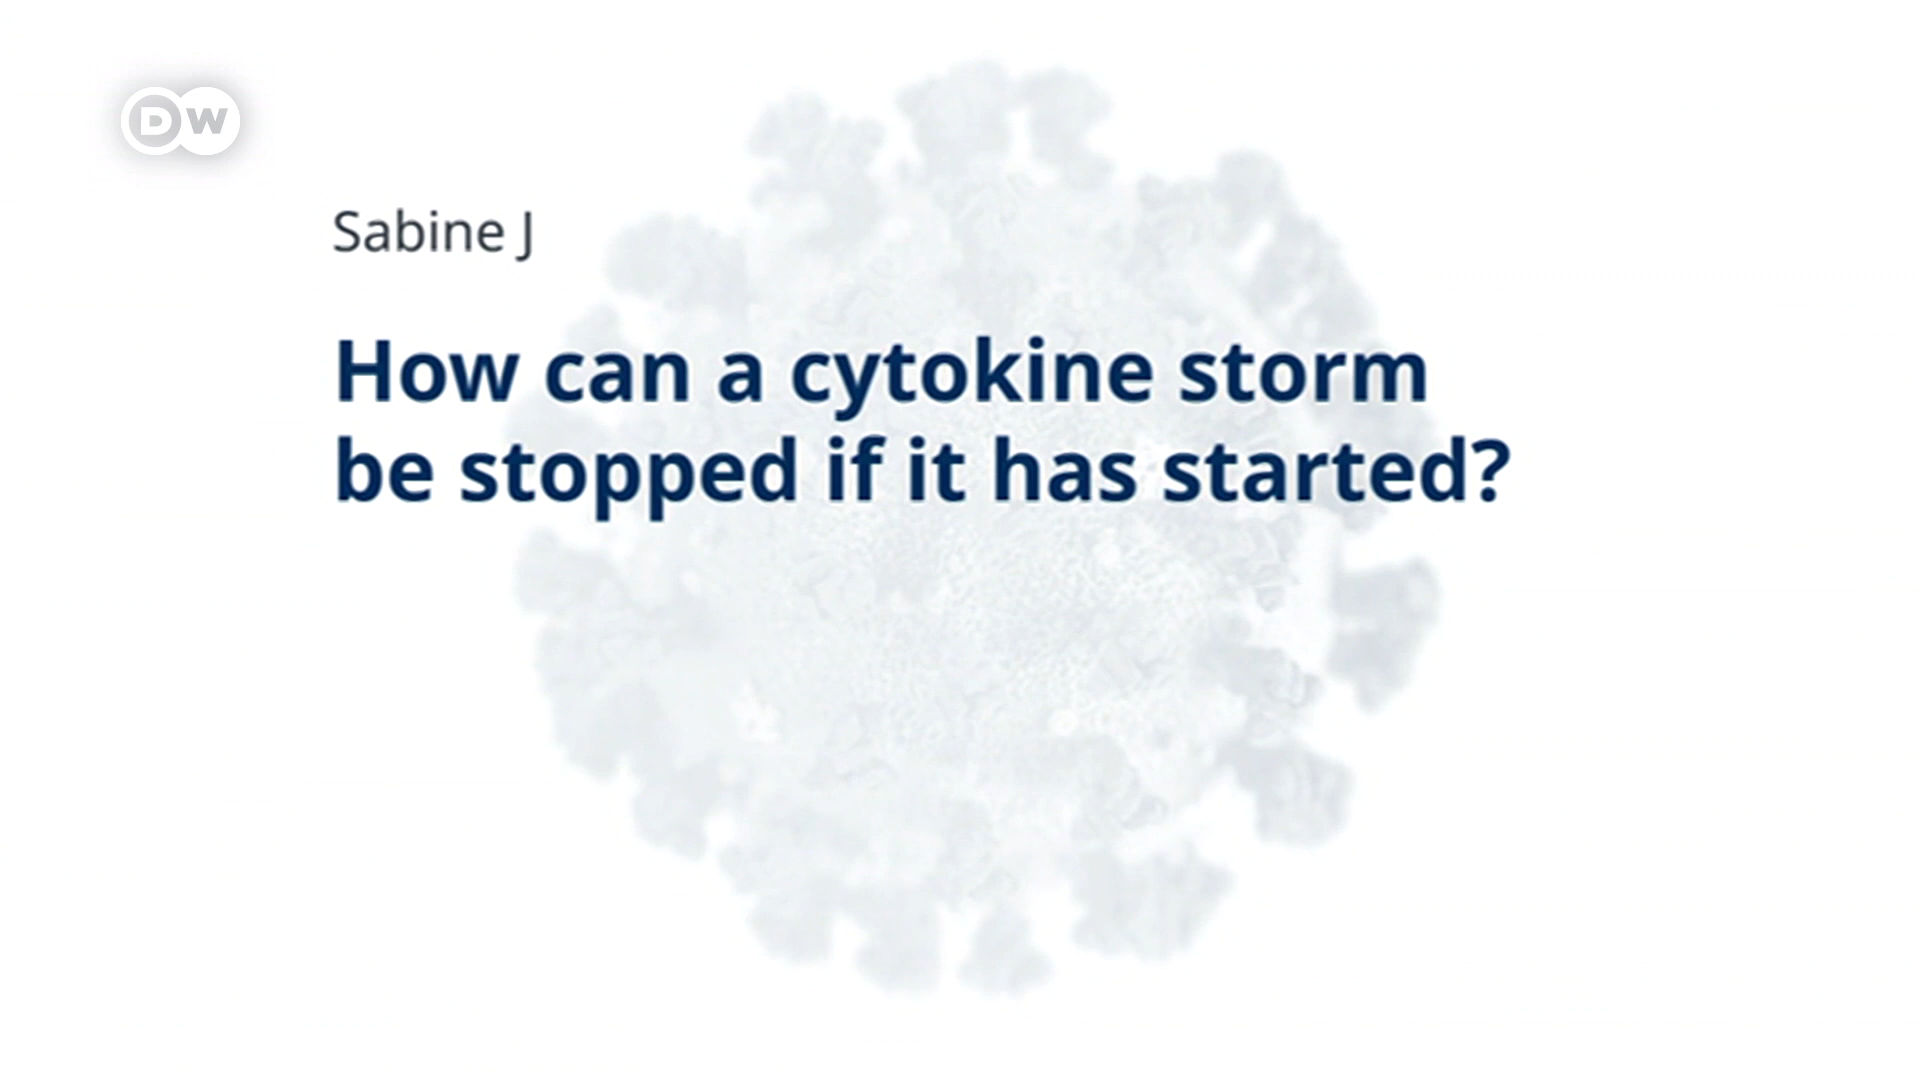 DW
Sabine J
How can a cytokine storm
be stopped if it has started?